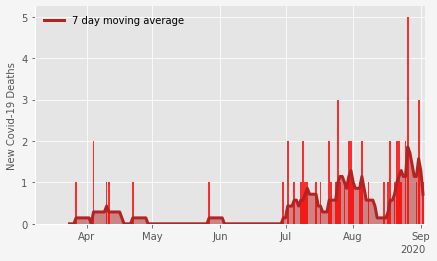 7 day moving average
New Covid-19 Deaths
5
4
3
2
1
0
Apr
May
Jun
Jul
Aug
Sep
2020